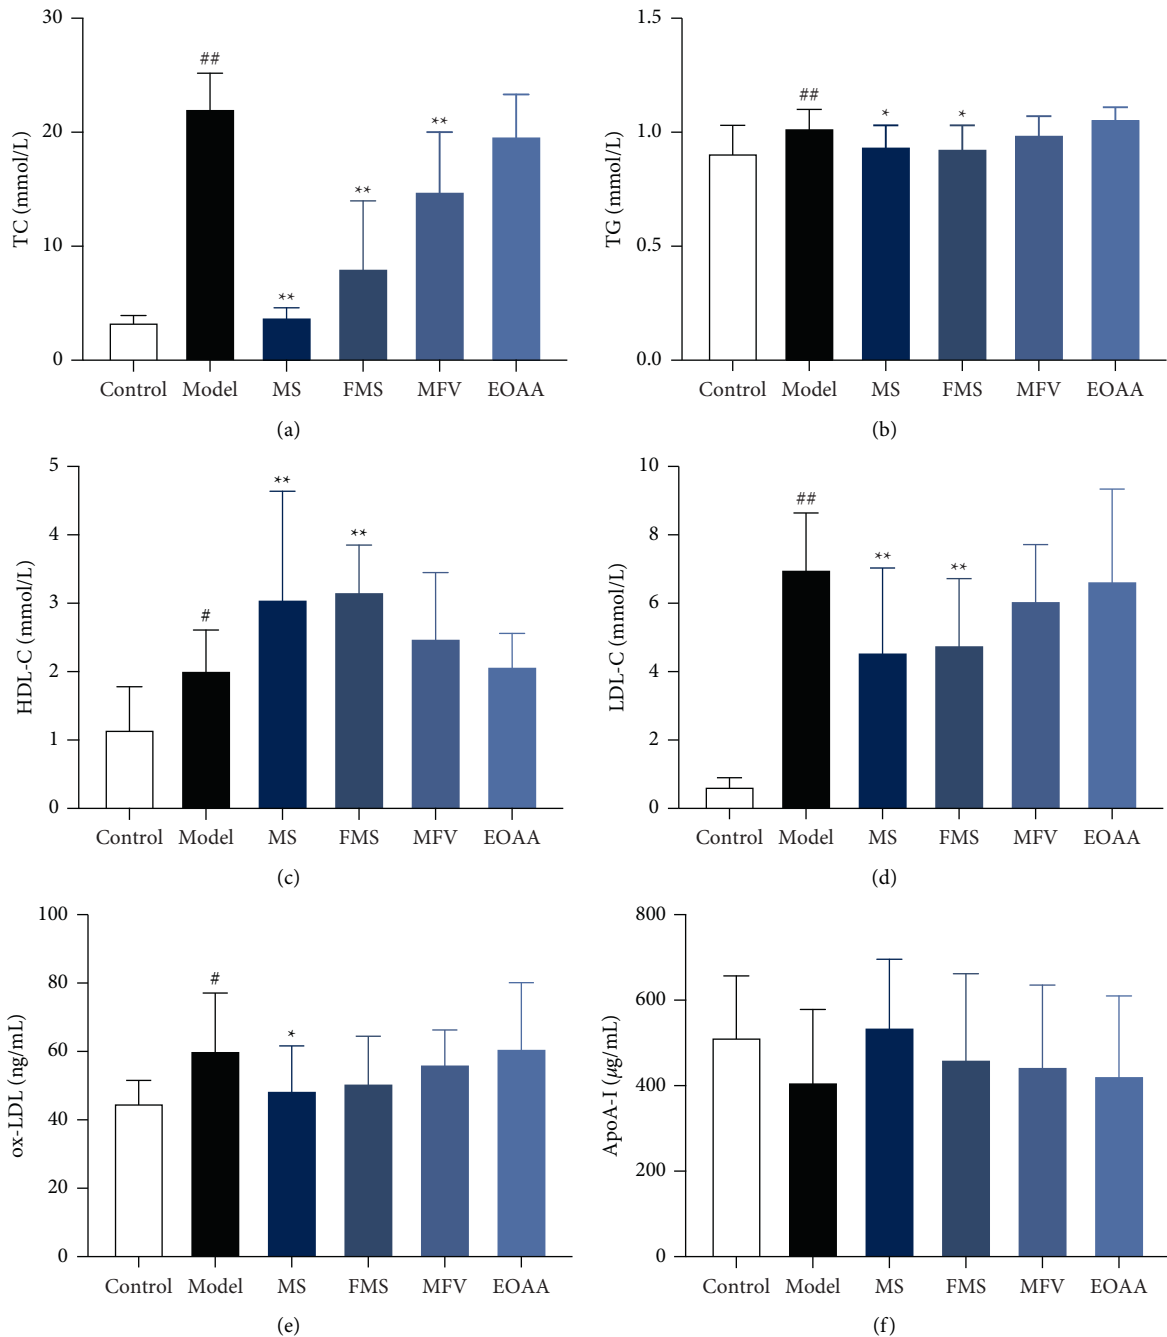 30
20
10
0
TC (mmol/L)
##
**
**
**
Control Model MS FMS MFV EOAA
(a)
1.5
1.0
0.5
0.0
TG (mmol/L)
##
*
*
Control Model MS FMS MFV EOAA
(b)
5
4
3
2
1
0
HDL-C (mmol/L)
#
**
**
Control Model MS FMS MFV EOAA
(c)
10
8
6
4
2
0
LDL-C (mmol/L)
##
**
**
Control Model MS FMS MFV EOAA
(d)
100
80
60
40
20
0
ox-LDL (ng/mL)
#
*
Control Model MS FMS MFV EOAA
(e)
800
600
400
200
0
ApoA-I (μg/mL)
Control Model MS FMS MFV EOAA
(f)